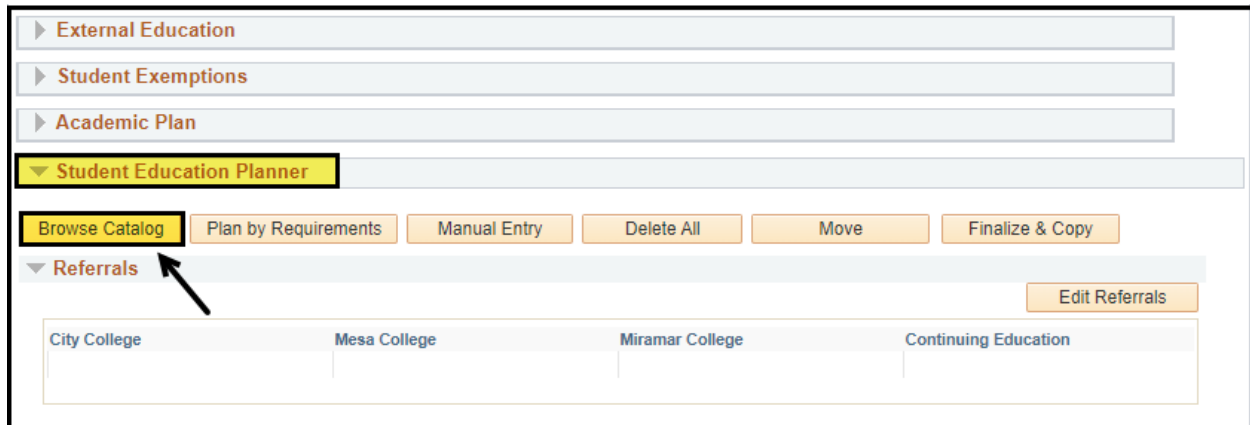 External Education
Student Exemptions
Academic Plan
Student Education Planner
Browse Catalog Plan by Requirements Manual Entry Delete All Move Finalize & Copy
Referrals
Edit Referrals
City College Mesa College Miramar College Continuing Education